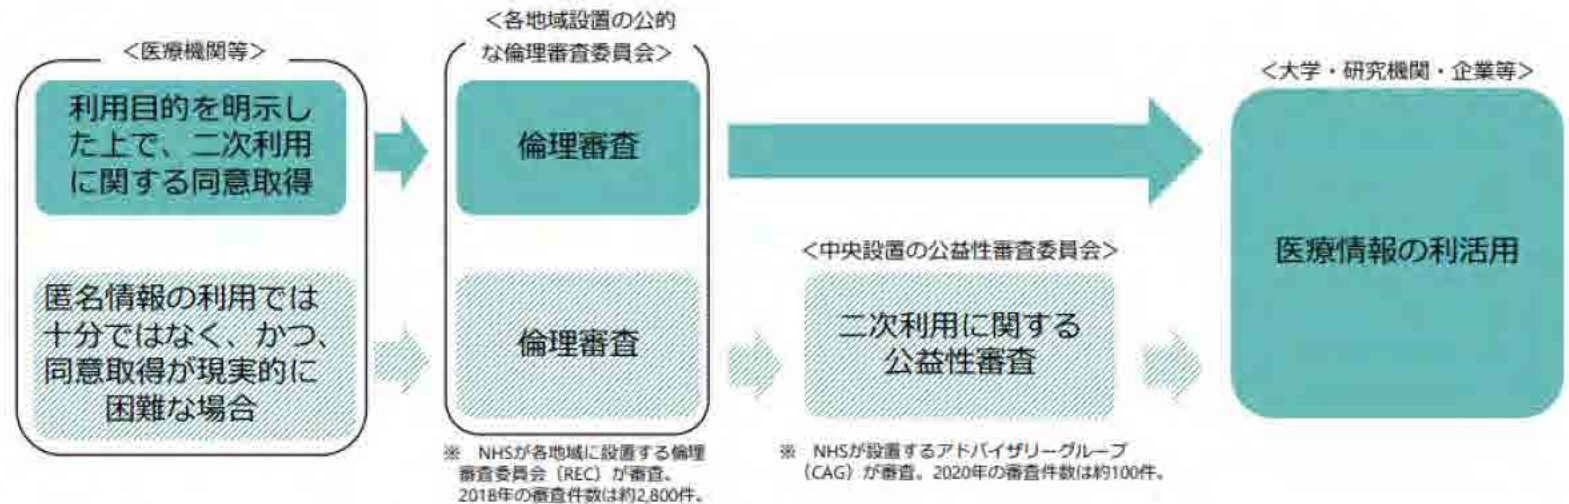 ＜医療機関等＞
利用目的を明示し
た上で、二次利用
に関する同意取得
匿名情報の利用では
十分ではなく、かつ、
同意取得が現実的に
困難な場合
＜各地域設置の公的
な倫理審査委員会＞
倫理審査
倫理審査
※　NHSが各地域に設置する倫理
審査委員会（REC）が審査。
2018年の審査件数は約2,800件。
＜中央設置の公益性審査委員会＞
二次利用に関する
公益性審査
※　NHSが設置するアドバイザリーグループ
（CAG）が審査。2020年の審査件数は約100件。
＜大学・研究機関・企業等＞
医療情報の利活用